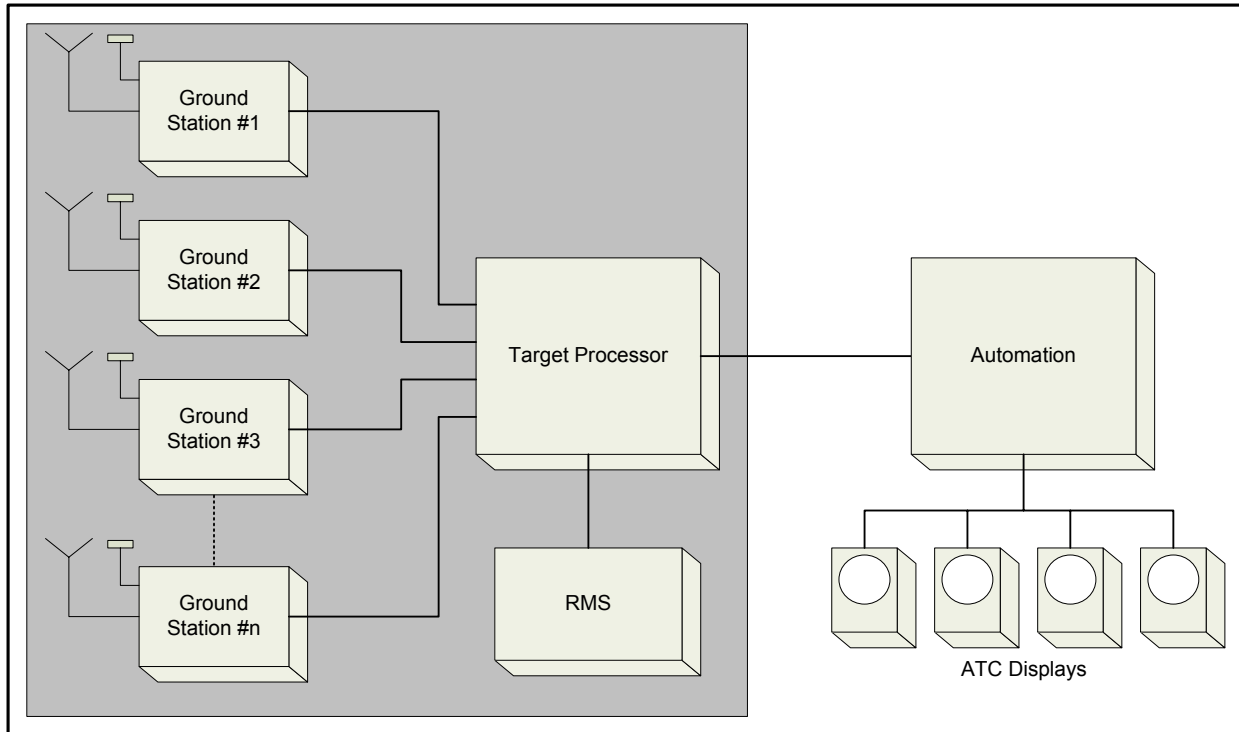 Ground
Station #1
Ground
Station #2
Ground
Station #3
Ground
Station #n
Target Processor
RMS
Automation
ATC Displays